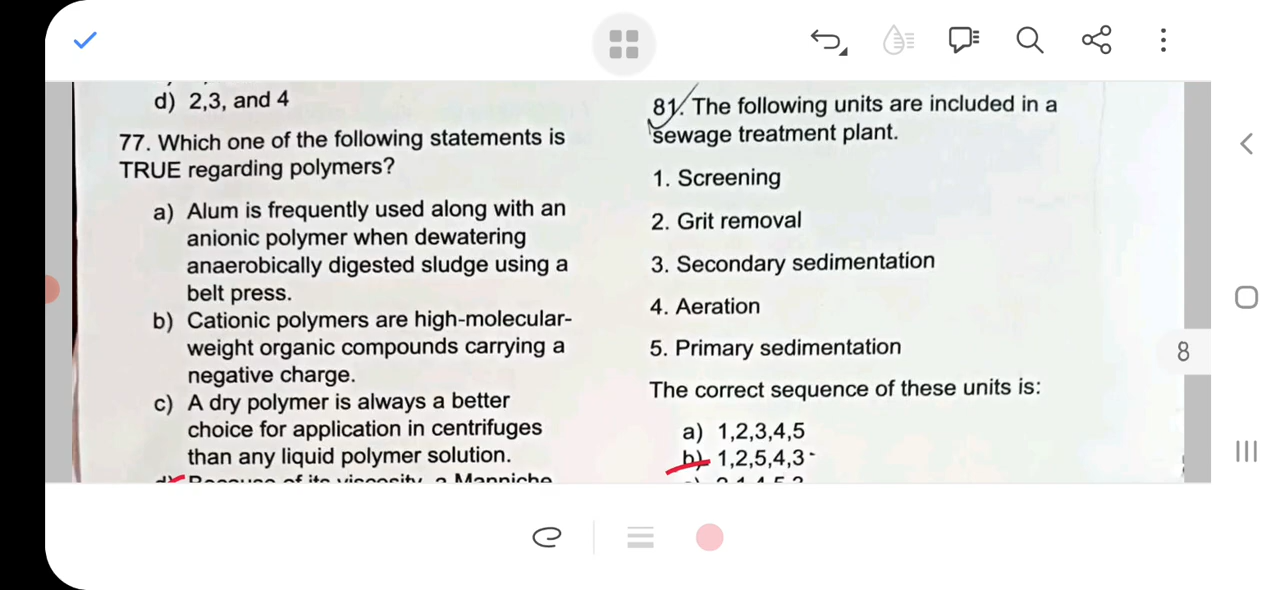 d) 2,3, and 4
77. Which one of the following statements is
TRUE regarding polymers?
a) Alum is frequently used along with an
anionic polymer when dewatering
anaerobically digested sludge using a
belt press.
b) Cationic polymers are high-molecular-
weight organic compounds carrying a
negative charge.
c) A dry polymer is always a better
choice for application in centrifuges
than any liquid polymer solution.
d) Because of its viscosity, a Manniche
81. The following units are included in a
sewage treatment plant.
1. Screening
2. Grit removal
3. Secondary sedimentation
4. Aeration
5. Primary sedimentation
The correct sequence of these units is:
a) 1,2,3,4,5
b) 1,2,5,4,3
8